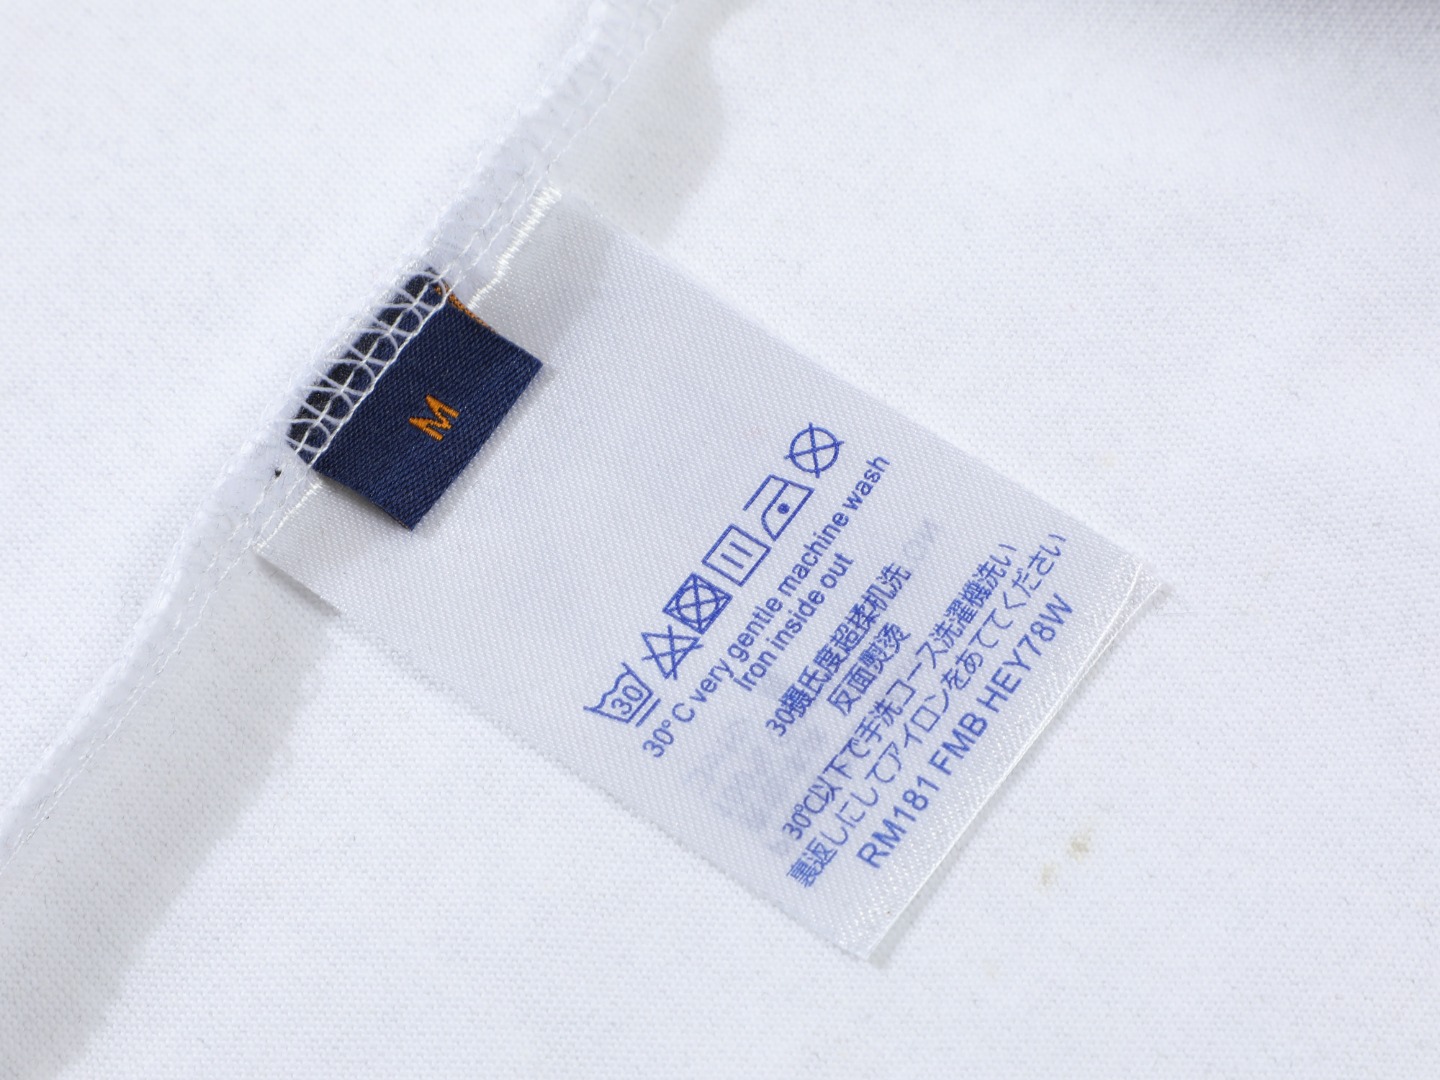 M
30
30°C very gentle machine wash
Iron inside out
30摄氏度超柔机洗
反面熨烫
30℃以下で手洗コース洗濯機洗い
裏返しにしてアイロンをあててください
RM181 FMB HEY78W